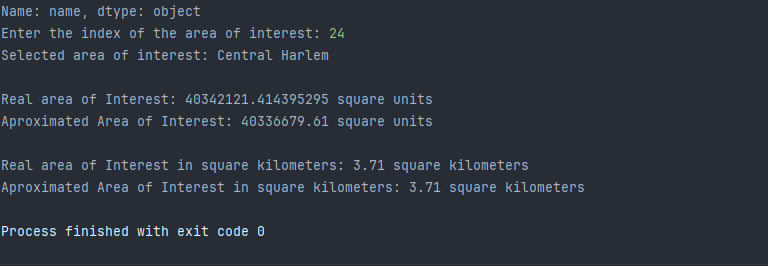 Name: name, dtype: object
Enter the index of the area of interest: 24
Selected area of interest: Central Harlem
Real area of Interest: 40342121.414395295 square units
Aproximated Area of Interest: 40336679.61 square units
Real area of Interest in square kilometers: 3.71 square kilometers
Aproximated Area of Interest in square kilometers: 3.71 square kilometers
Process finished with exit code 0